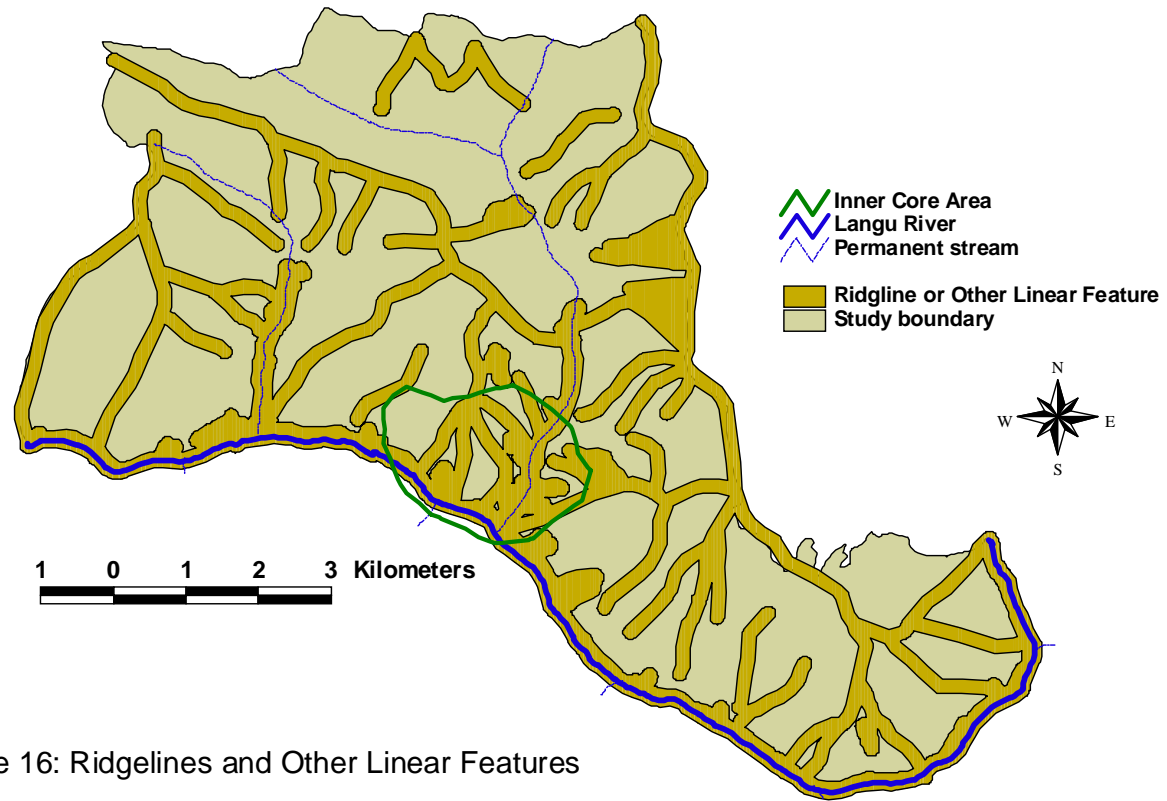 Inner Core Area
Langu River
Permanent stream
Ridgline or Other Linear Feature
Study boundary
N
W E
S
1 0 1 2 3 Kilometers
e 16: Ridgelines and Other Linear Features